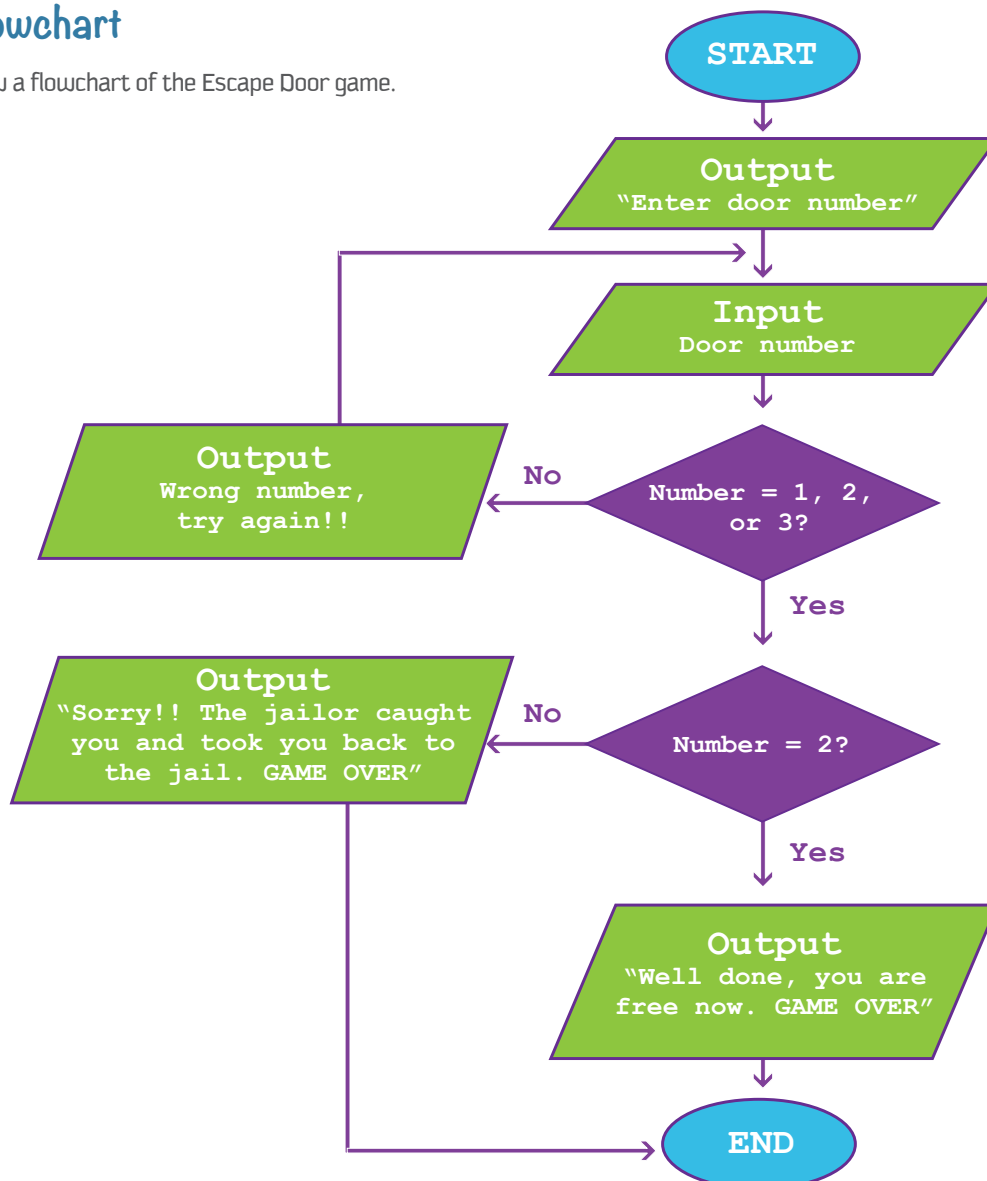 owchart
a flowchart of the Escape Door game.
START
Output
“Enter door number”
Input
Door number
Number = 1, 2,
or 3?
No
Output
Wrong number,
try again!!
Yes
Number = 2?
No
Output
“Sorry!! The jailor caught
you and took you back to
the jail. GAME OVER”
Yes
Output
“Well done, you are
free now. GAME OVER”
END